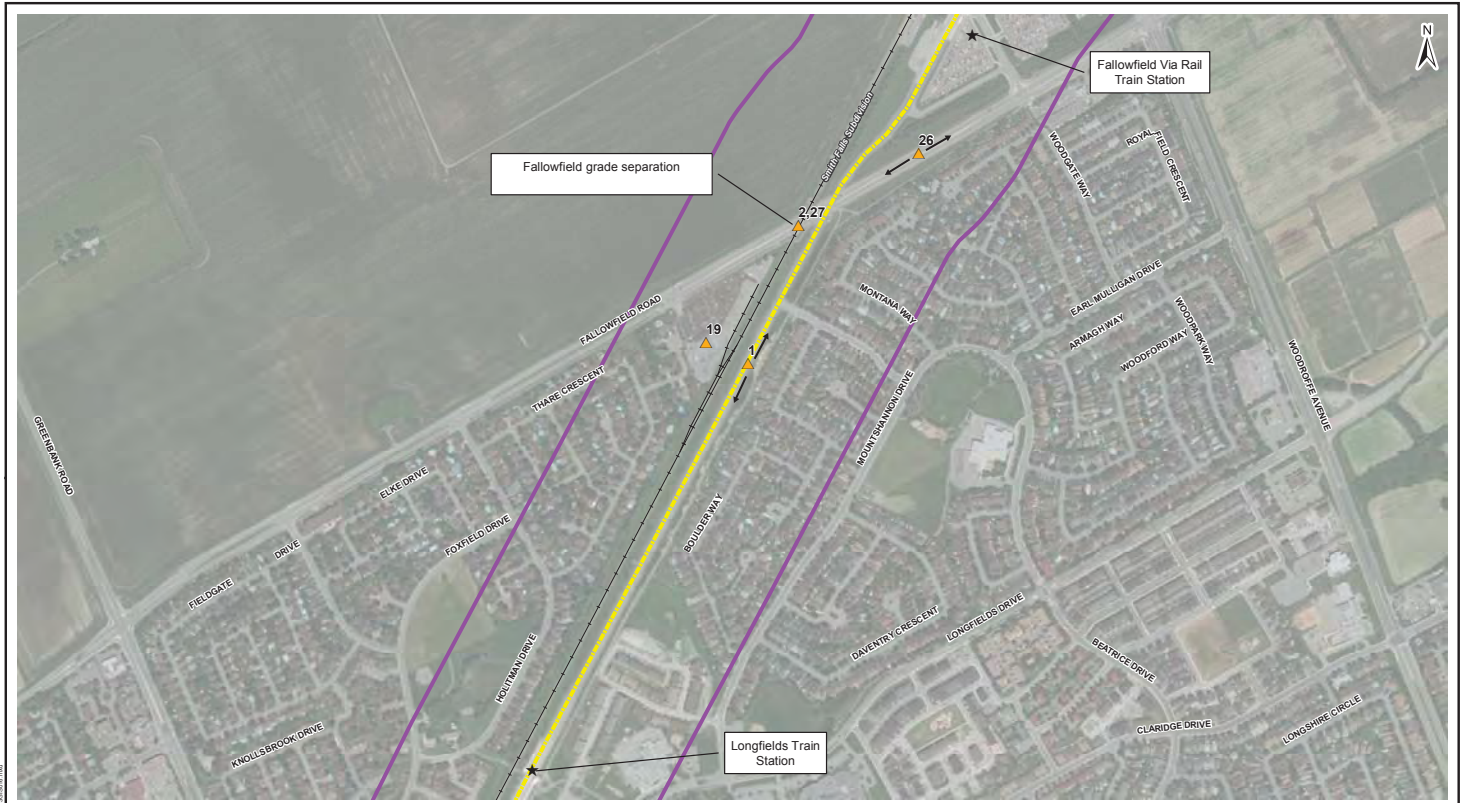 N
Fallowfield Via Rail
Train Station
Smith Falls Subdivision
26
ROYAL
FIELD CRESCENT
WOODGATE WAY
Fallowfield grade separation
2,27
EARL MULLIGAN DRIVE
MONTANA WAY
FALLOWFIELD ROAD
WOODPARK WAY
ARMAGH WAY
WOODFORD WAY
19
1
WOODROFFE AVENUE
THARE CRESCENT
MOUNTSHANNON DRIVE
GREENBANK ROAD
ELKE DRIVE
FOXFIELD DRIVE
BOULDER WAY
DRIVE
FIELDGATE
DAVENTRY CRESCENT
LONGFIELDS DRIVE
HOLITMAN DRIVE
BEATRICE DRIVE
CLARIDGE DRIVE
LONGSHIRE CIRCLE
KNOLLSBROOK DRIVE
Longfields Train
Station